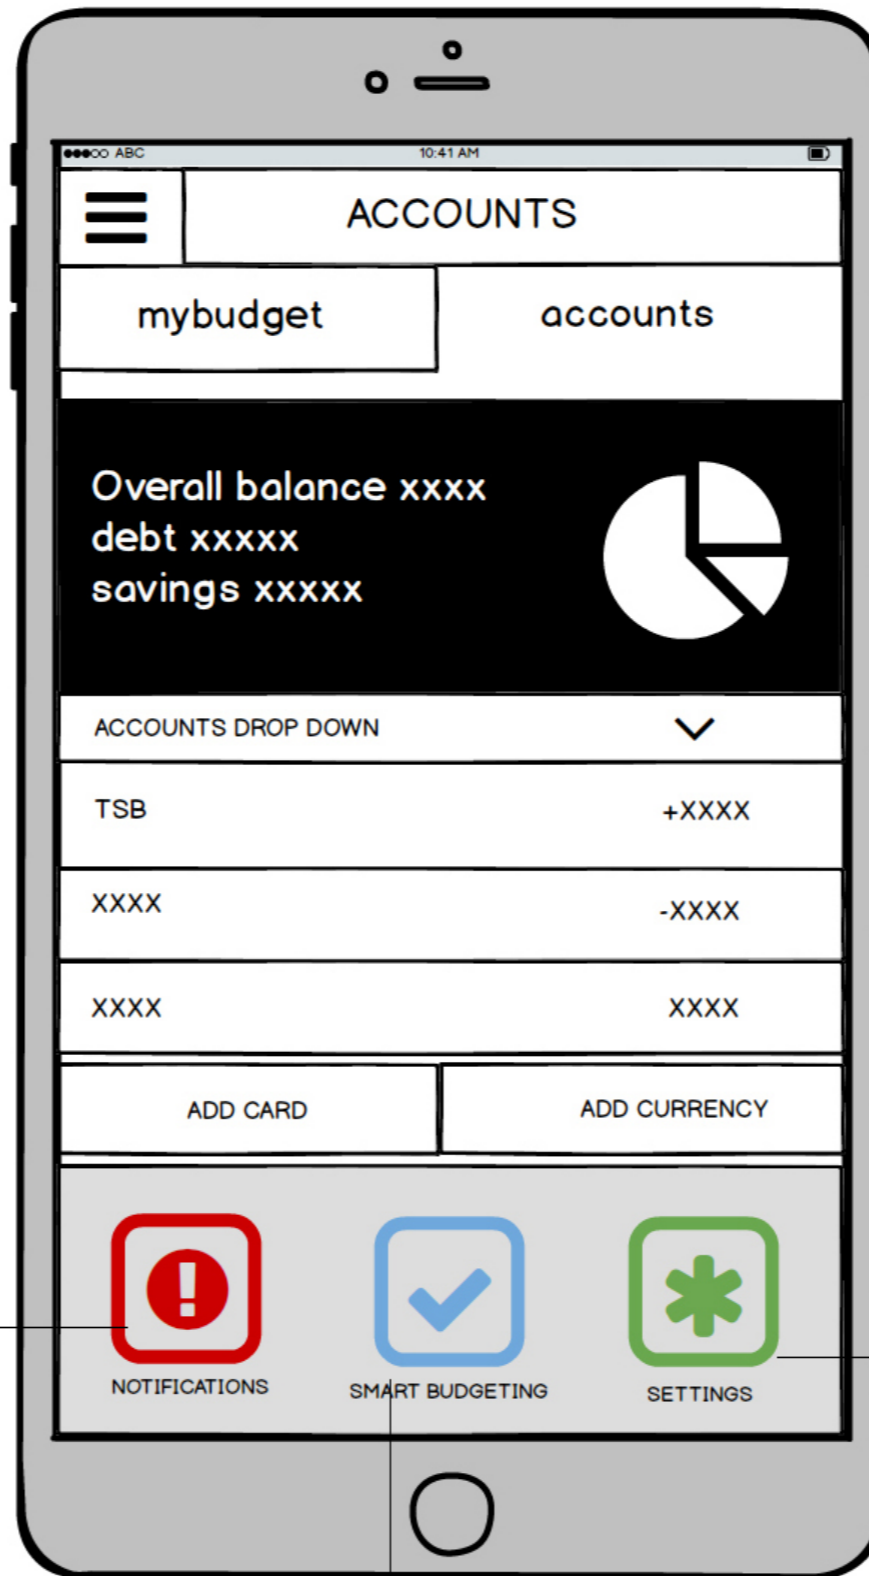 ABC 10:41 AM
ACCOUNTS
mybudget accounts
Overall balance xxxx
debt xxxxx
savings xxxxx
ACCOUNTS DROP DOWN
TSB +XXXX
XXXX -XXXX
XXXX XXXX
ADD CARD ADD CURRENCY
NOTIFICATIONS SMART BUDGETING SETTINGS